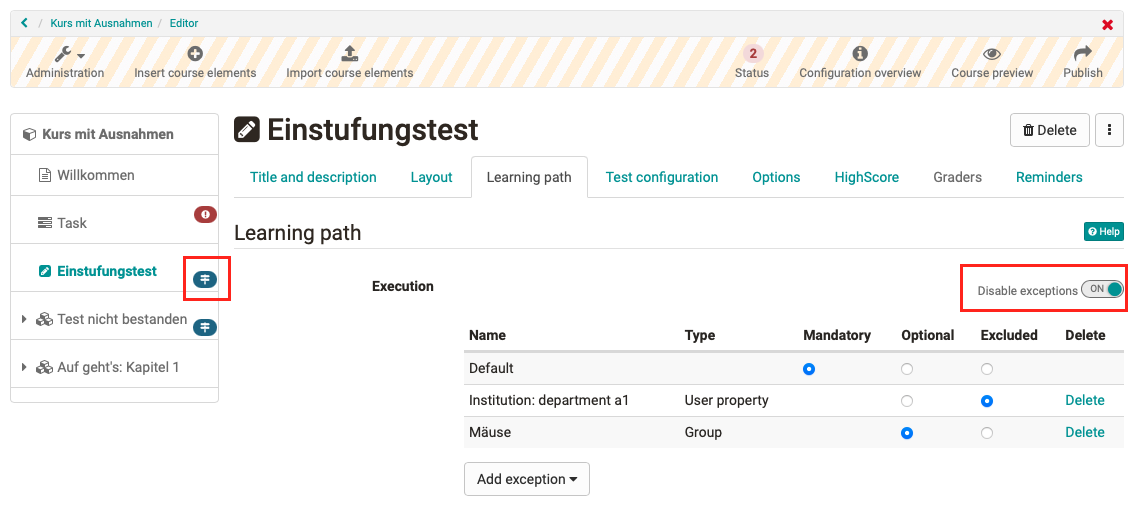 / Kurs mit Ausnahmen / Editor
Administration Insert course elements Import course elements 2 Status Configuration overview Course preview Publish
Kurs mit Ausnahmen
Willkommen
Task
Einstufungstest
Test nicht bestanden
Auf geht's: Kapitel 1
Einstufungstest Delete
Title and description Layout Learning path Test configuration Options HighScore Graders Reminders
Learning path Help
Execution Disable exceptions ON
Name Type Mandatory Optional Excluded Delete
Default
Institution: department a1 User property Delete
Mäuse Group Delete
Add exception